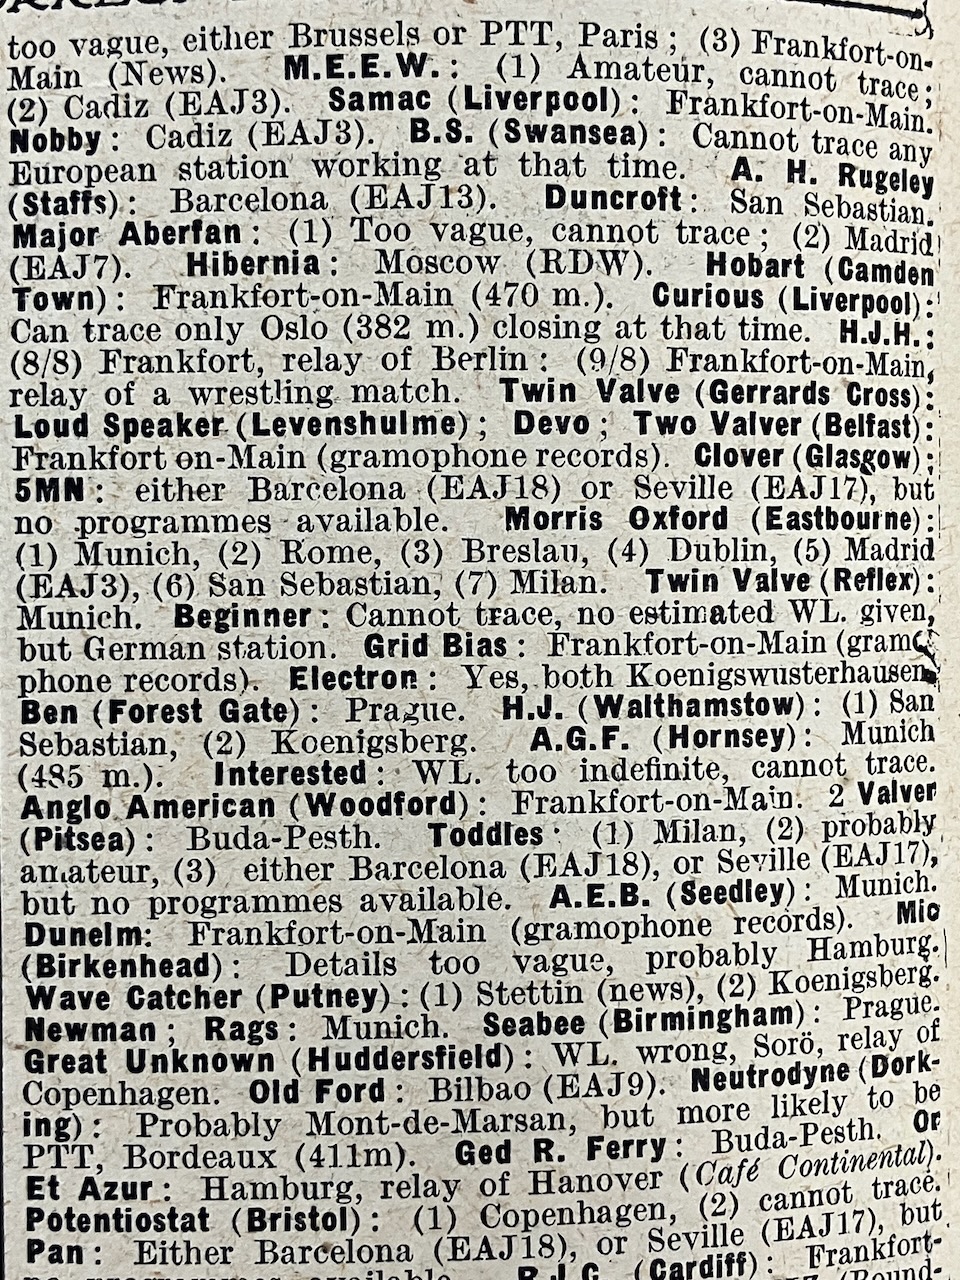 too vague, either Brussels or PTT, Paris ; (3) Frankfort-on-
Main (News). M.E.E.W. : (1) Amateur, cannot trace ;
(2) Cadiz (EAJ3). Samac (Liverpool) : Frankfort-on-Main.
Nobby : Cadiz (EAJ3). B.S. (Swansea) : Cannot trace any
European station working at that time. A. H. Rugeley
(Staffs) : Barcelona (EAJ13). Duncroft : San Sebastian.
Major Aberfan : (1) Too vague, cannot trace ; (2) Madrid
(EAJ7). Hibernia : Moscow (RDW). Hobart (Camden
Town) : Frankfort-on-Main (470 m.). Curious (Liverpool) :
Can trace only Oslo (382 m.) closing at that time. H.J.H. :
(8/8) Frankfort, relay of Berlin : (9/8) Frankfort-on-Main,
relay of a wrestling match. Twin Valve (Gerrards Cross) :
Loud Speaker (Levenshulme) ; Devo ; Two Valver (Belfast) :
Frankfort on-Main (gramophone records). Clover (Glasgow) ;
5MN : either Barcelona (EAJ18) or Seville (EAJ17), but
no programmes available. Morris Oxford (Eastbourne) :
(1) Munich, (2) Rome, (3) Breslau, (4) Dublin, (5) Madrid
(EAJ3), (6) San Sebastian, (7) Milan. Twin Valve (Reflex) :
Munich. Beginner : Cannot trace, no estimated WL. given,
but German station. Grid Bias : Frankfort-on-Main (gramo-
phone records). Electron : Yes, both Koenigswusterhausen.
Ben (Forest Gate) : Prague. H.J. (Walthamstow) : (1) San
Sebastian, (2) Koenigsberg. A.G.F. (Hornsey) : Munich
(485 m.). Interested : WL. too indefinite, cannot trace.
Anglo American (Woodford) : Frankfort-on-Main. 2 Valver
(Pitsea) : Buda-Pesth. Toddles : (1) Milan, (2) probably
amateur, (3) either Barcelona (EAJ18), or Seville (EAJ17),
but no programmes available. A.E.B. (Seedley) : Munich.
Dunelm: Frankfort-on-Main (gramophone records). Mic
(Birkenhead) : Details too vague, probably Hamburg.
Wave Catcher (Putney) : (1) Stettin (news), (2) Koenigsberg.
Newman ; Rags : Munich. Seabee (Birmingham) : Prague.
Great Unknown (Huddersfield) : WL. wrong, Sorö, relay of
Copenhagen. Old Ford : Bilbao (EAJ9). Neutrodyne (Dork-
ing) : Probably Mont-de-Marsan, but more likely to be
PTT, Bordeaux (411m). Ged R. Ferry : Buda-Pesth. Or
Et Azur : Hamburg, relay of Hanover (Café Continental).
Potentiostat (Bristol) : (1) Copenhagen, (2) cannot trace.
Pan : Either Barcelona (EAJ18), or Seville (EAJ17), but
no programmes available. R.J.C. (Cardiff) : Frankfort-